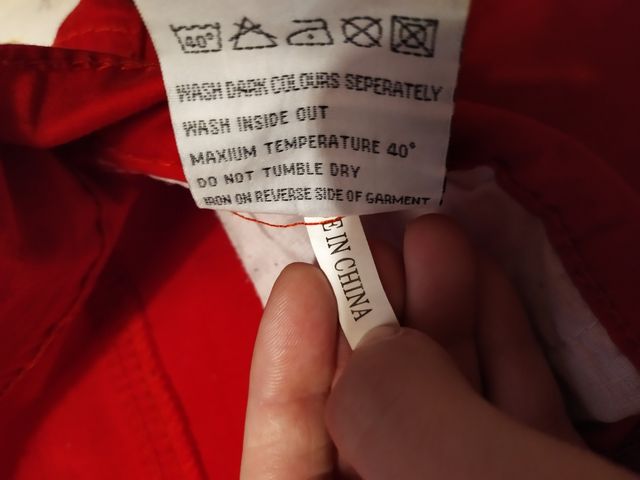 40°
WASH DARK COLOURS SEPERATELY
WASH INSIDE OUT
MAXIUM TEMPERATURE 40°
DO NOT TUMBLE DRY
IRON ON REVERSE SIDE OF GARMENT
E IN CHINA